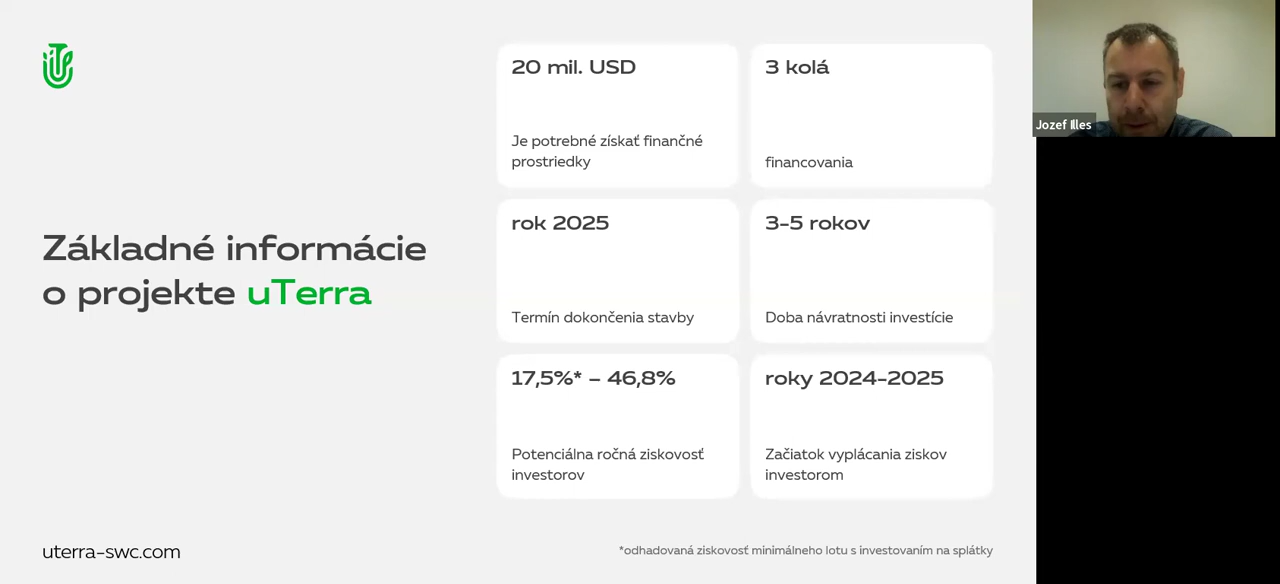 Základné informácie
o projekte uTerra
20 mil. USD
Je potrebné získať finančné
prostriedky
3 kolá
financovania
rok 2025
Termín dokončenia stavby
3-5 rokov
Doba návratnosti investície
17,5%* – 46,8%
Potenciálna ročná ziskovosť
investorov
roky 2024-2025
Začiatok vyplácania ziskov
investorom
uterra-swc.com
*odhadovaná ziskovosť minimálneho lotu s investovaním na splátky
Jozef Illes